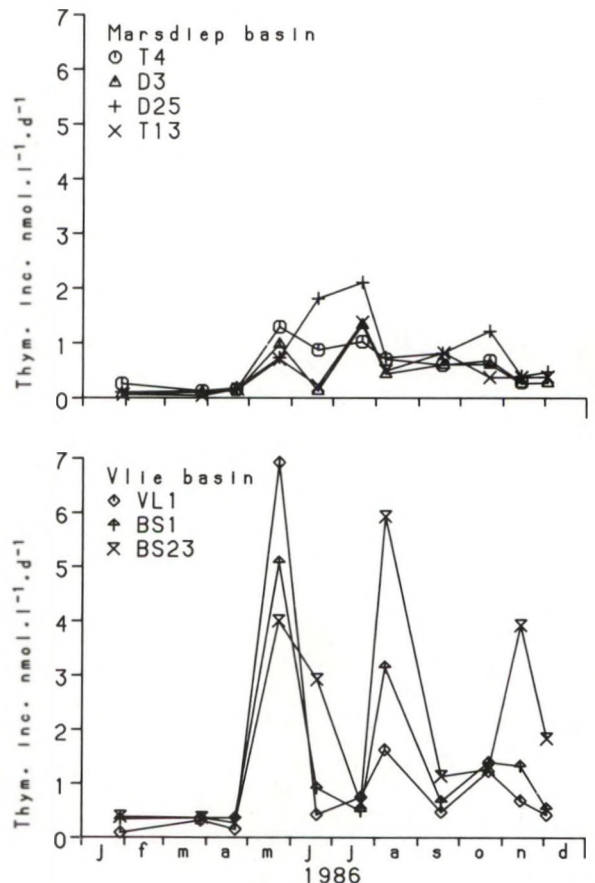 7
Marsdiep basin
T4
D3
D25
T13
6
5
4
3
2
1
0
Thym. inc. nmol.l⁻¹.d⁻¹
7
Vlie basin
VL1
BS1
BS23
6
5
4
3
2
1
0
Thym. inc. nmol.l⁻¹.d⁻¹
j f m a m j j a s o n d
1986